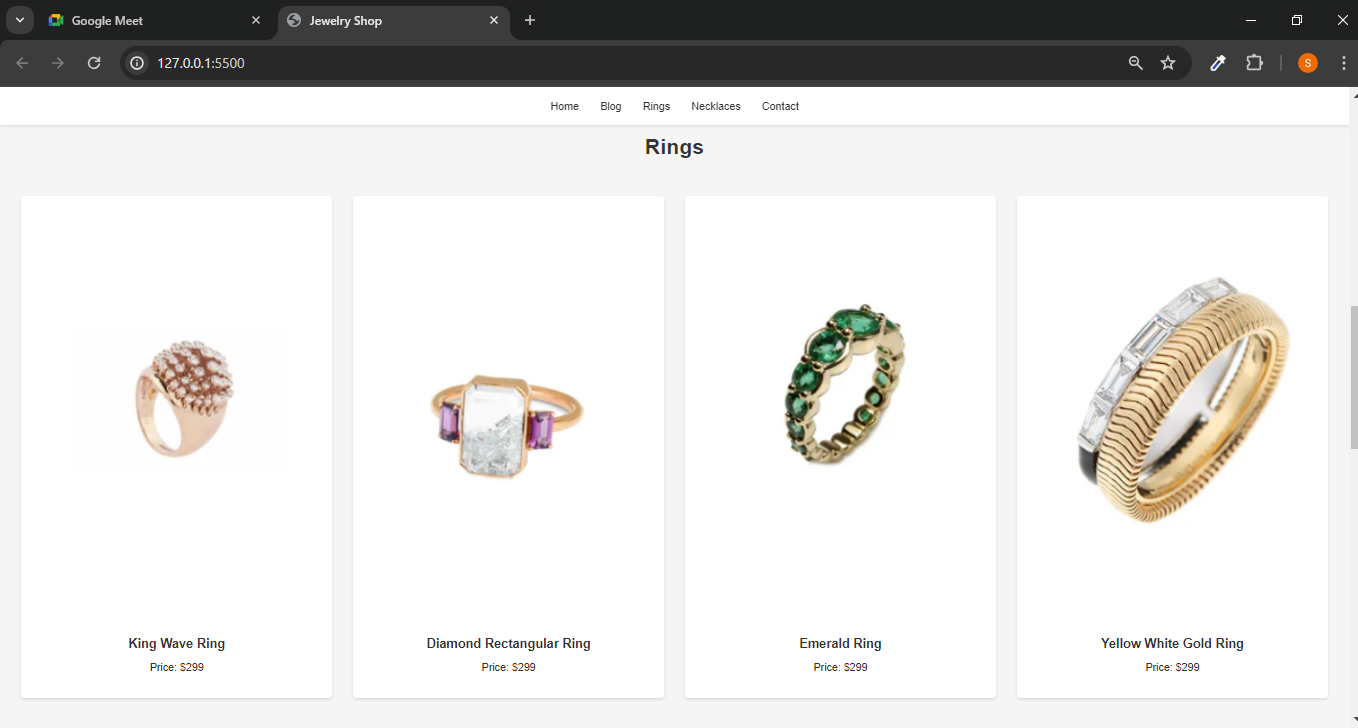 Google Meet
Jewelry Shop
127.0.0.1:5500
S
Home Blog Rings Necklaces Contact
Rings
King Wave Ring
Price: $299
Diamond Rectangular Ring
Price: $299
Emerald Ring
Price: $299
Yellow White Gold Ring
Price: $299